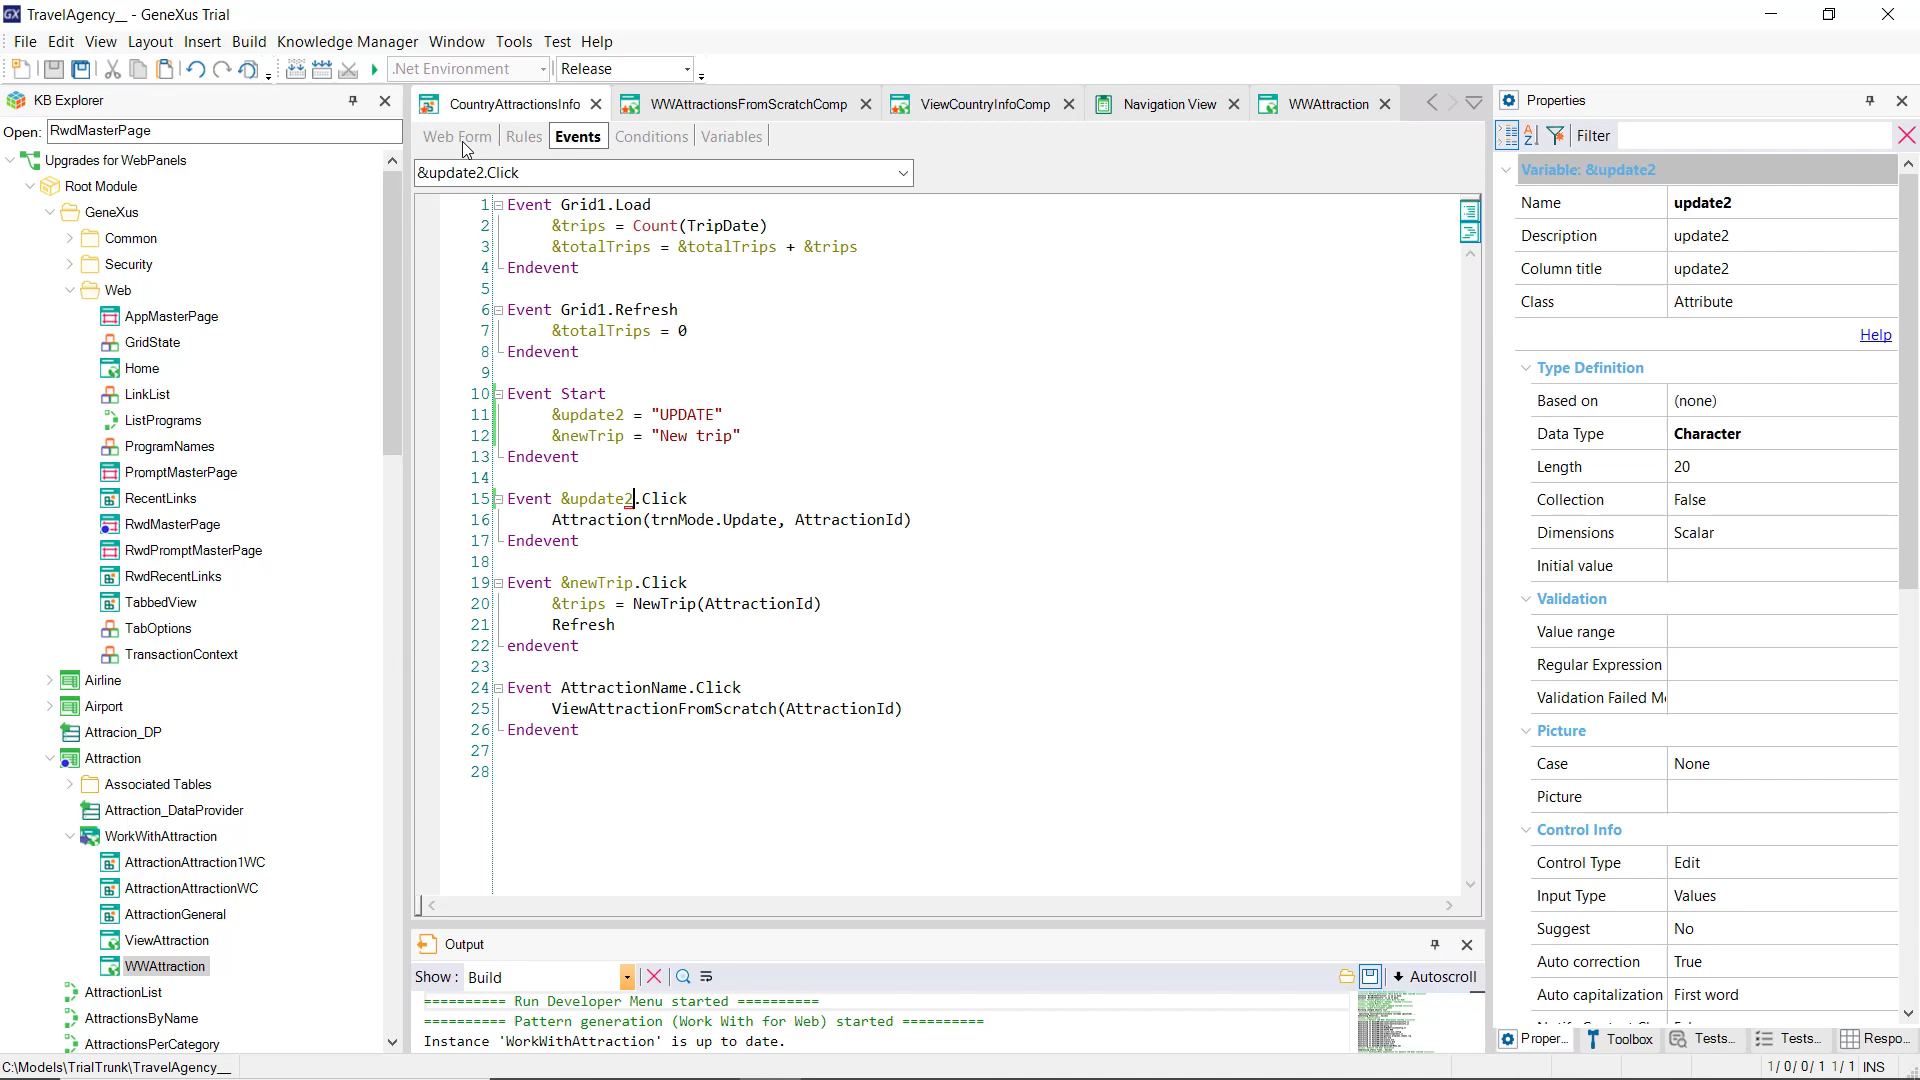 TravelAgency__ - GeneXus Trial
File Edit View Layout Insert Build Knowledge Manager Window Tools Test Help
.Net Environment Release
KB Explorer
Open: RwdMasterPage
Upgrades for WebPanels
Root Module
GeneXus
Common
Security
Web
AppMasterPage
GridState
Home
LinkList
ListPrograms
ProgramNames
PromptMasterPage
RecentLinks
RwdMasterPage
RwdPromptMasterPage
RwdRecentLinks
TabbedView
TabOptions
TransactionContext
Airline
Airport
Attracion_DP
Attraction
Associated Tables
Attraction_DataProvider
WorkWithAttraction
AttractionAttraction1WC
AttractionAttractionWC
AttractionGeneral
ViewAttraction
WWAttraction
AttractionList
AttractionsByName
AttractionsPerCategory
C:\Models\TrialTrunk\TravelAgency__
CountryAttractionsInfo WWAttractionsFromScratchComp ViewCountryInfoComp Navigation View WWAttraction
Web Form Rules Events Conditions Variables
&update2.Click
1 Event Grid1.Load
2 &trips = Count(TripDate)
3 &totalTrips = &totalTrips + &trips
4 Endevent
5
6 Event Grid1.Refresh
7 &totalTrips = 0
8 Endevent
9
10 Event Start
11 &update2 = "UPDATE"
12 &newTrip = "New trip"
13 Endevent
14
15 Event &update2.Click
16 Attraction(trnMode.Update, AttractionId)
17 Endevent
18
19 Event &newTrip.Click
20 &trips = NewTrip(AttractionId)
21 Refresh
22 endevent
23
24 Event AttractionName.Click
25 ViewAttractionFromScratch(AttractionId)
26 Endevent
27
28
Output
Show: Build Autoscroll
========== Run Developer Menu started ==========
========== Pattern generation (Work With for Web) started ==========
Instance 'WorkWithAttraction' is up to date.
Properties
Filter
Variable: &update2
Name update2
Description update2
Column title update2
Class Attribute
Help
Type Definition
Based on (none)
Data Type Character
Length 20
Collection False
Dimensions Scalar
Initial value
Validation
Value range
Regular Expression
Validation Failed M
Picture
Case None
Picture
Control Info
Control Type Edit
Input Type Values
Suggest No
Auto correction True
Auto capitalization First word
Proper... Toolbox Tests... Tests... Respo...
1/ 0/ 0/ 1 1/ 1 INS